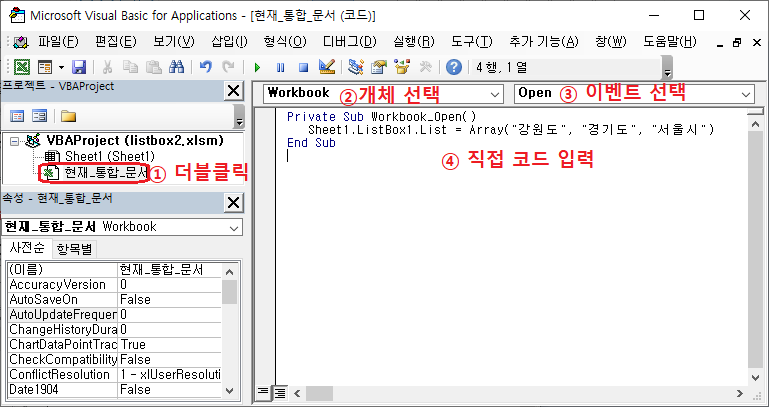 Microsoft Visual Basic for Applications - [현재_통합_문서 (코드)]
파일(F) 편집(E) 보기(V) 삽입(I) 형식(O) 디버그(D) 실행(R) 도구(T) 추가 기능(A) 창(W) 도움말(H)
4 행, 1 열
프로젝트 - VBAProject
VBAProject (listbox2.xlsm)
Sheet1 (Sheet1)
현재_통합_문서 ① 더블클릭
속성 - 현재_통합_문서
현재_통합_문서 Workbook
사전순 항목별
(이름) 현재_통합_문서
AccuracyVersion 0
AutoSaveOn False
AutoUpdateFrequen 0
ChangeHistoryDura 0
ChartDataPointTrac True
CheckCompatibility False
ConflictResolution 1 - xlUserResoluti
Date1904 False
Workbook ②개체 선택 Open ③ 이벤트 선택
Private Sub Workbook_Open()
Sheet1.ListBox1.List = Array("강원도", "경기도", "서울시")
End Sub
④ 직접 코드 입력